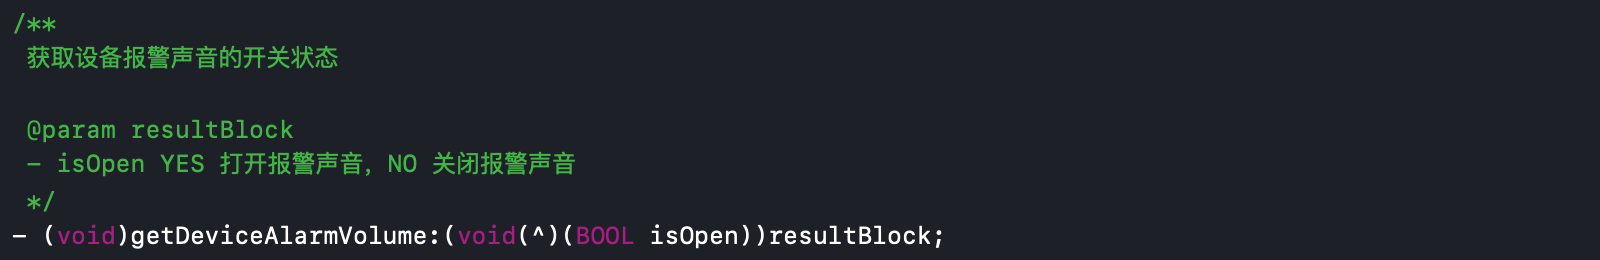 /**
获取设备报警声音的开关状态
@param resultBlock
- isOpen YES 打开报警声音, NO 关闭报警声音
*/
- (void)getDeviceAlarmVolume:(void(^)(BOOL isOpen))resultBlock;